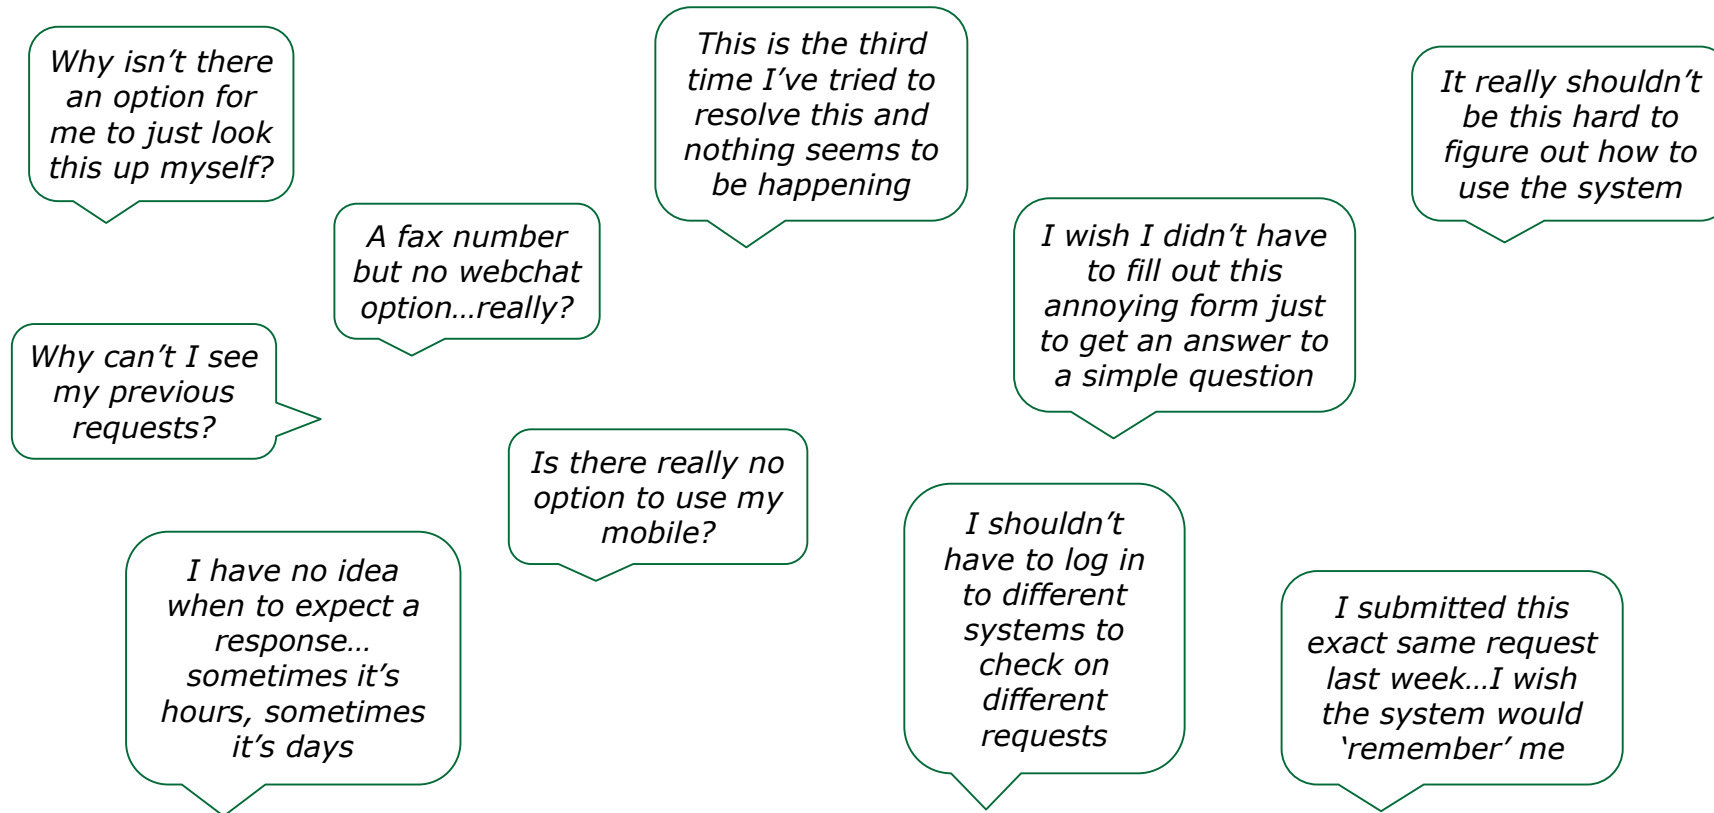 Why isn't there
an option for
me to just look
this up myself?
This is the third
time I've tried to
resolve this and
nothing seems to
be happening
It really shouldn't
be this hard to
figure out how to
use the system
A fax number
but no webchat
option…really?
I wish I didn't have
to fill out this
annoying form just
to get an answer to
a simple question
Why can't I see
my previous
requests?
Is there really no
option to use my
mobile?
I shouldn't
have to log in
to different
systems to
check on
different
requests
I have no idea
when to expect a
response…
sometimes it's
hours, sometimes
it's days
I submitted this
exact same request
last week…I wish
the system would
‘remember’ me